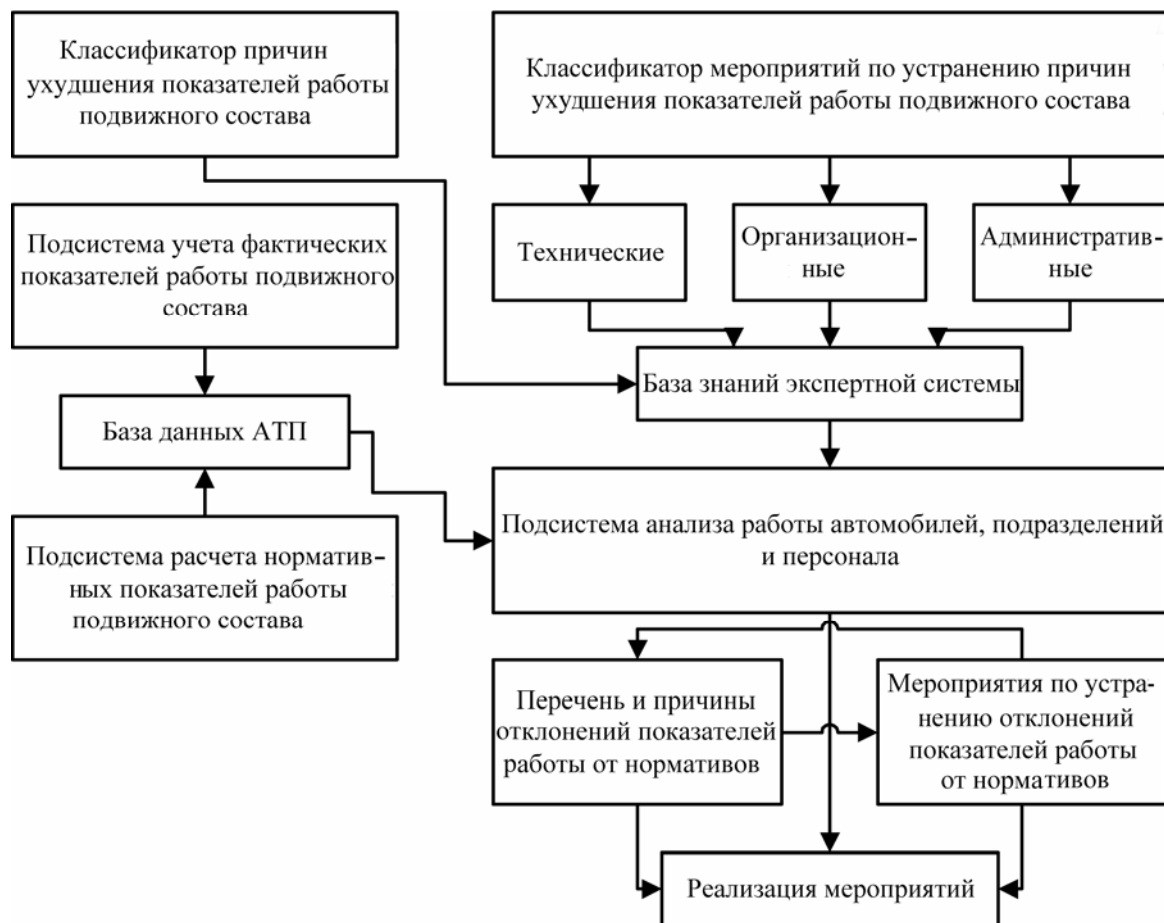 Классификатор причин
ухудшения показателей работы
подвижного состава
Классификатор мероприятий по устранению причин
ухудшения показателей работы подвижного состава
Подсистема учета фактических
показателей работы подвижного
состава
Технические
Организацион-
ные
Административ-
ные
База знаний экспертной системы
База данных АТП
Подсистема расчета норматив-
ных показателей работы
подвижного состава
Подсистема анализа работы автомобилей, подразделений
и персонала
Перечень и причины
отклонений показателей
работы от нормативов
Мероприятия по устра-
нению отклонений
показателей работы
от нормативов
Реализация мероприятий